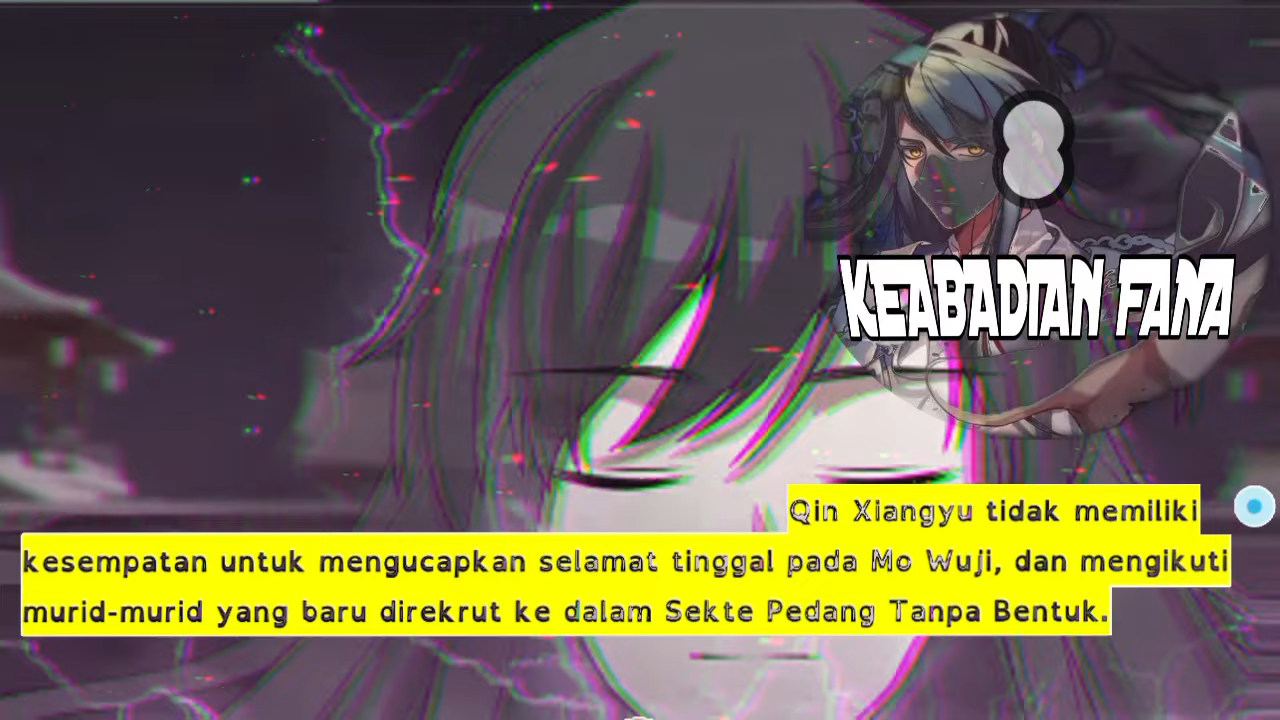 8
KEABADIAN FANA
Qin Xiangyu tidak memiliki
kesempatan untuk mengucapkan selamat tinggal pada Mo Wuji, dan mengikuti
murid-murid yang baru direkrut ke dalam Sekte Pedang Tanpa Bentuk.